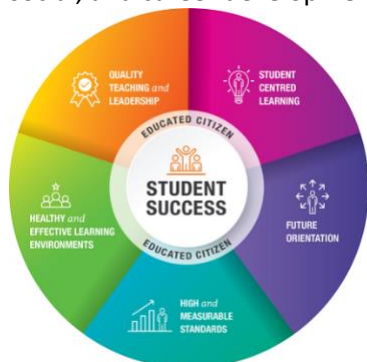 QUALITY
TEACHING and
LEADERSHIP
STUDENT
CENTRED
LEARNING
EDUCATED CITIZEN
STUDENT
SUCCESS
EDUCATED CITIZEN
HEALTHY and
EFFECTIVE LEARNING
ENVIRONMENTS
FUTURE
ORIENTATION
HIGH and
MEASURABLE
STANDARDS